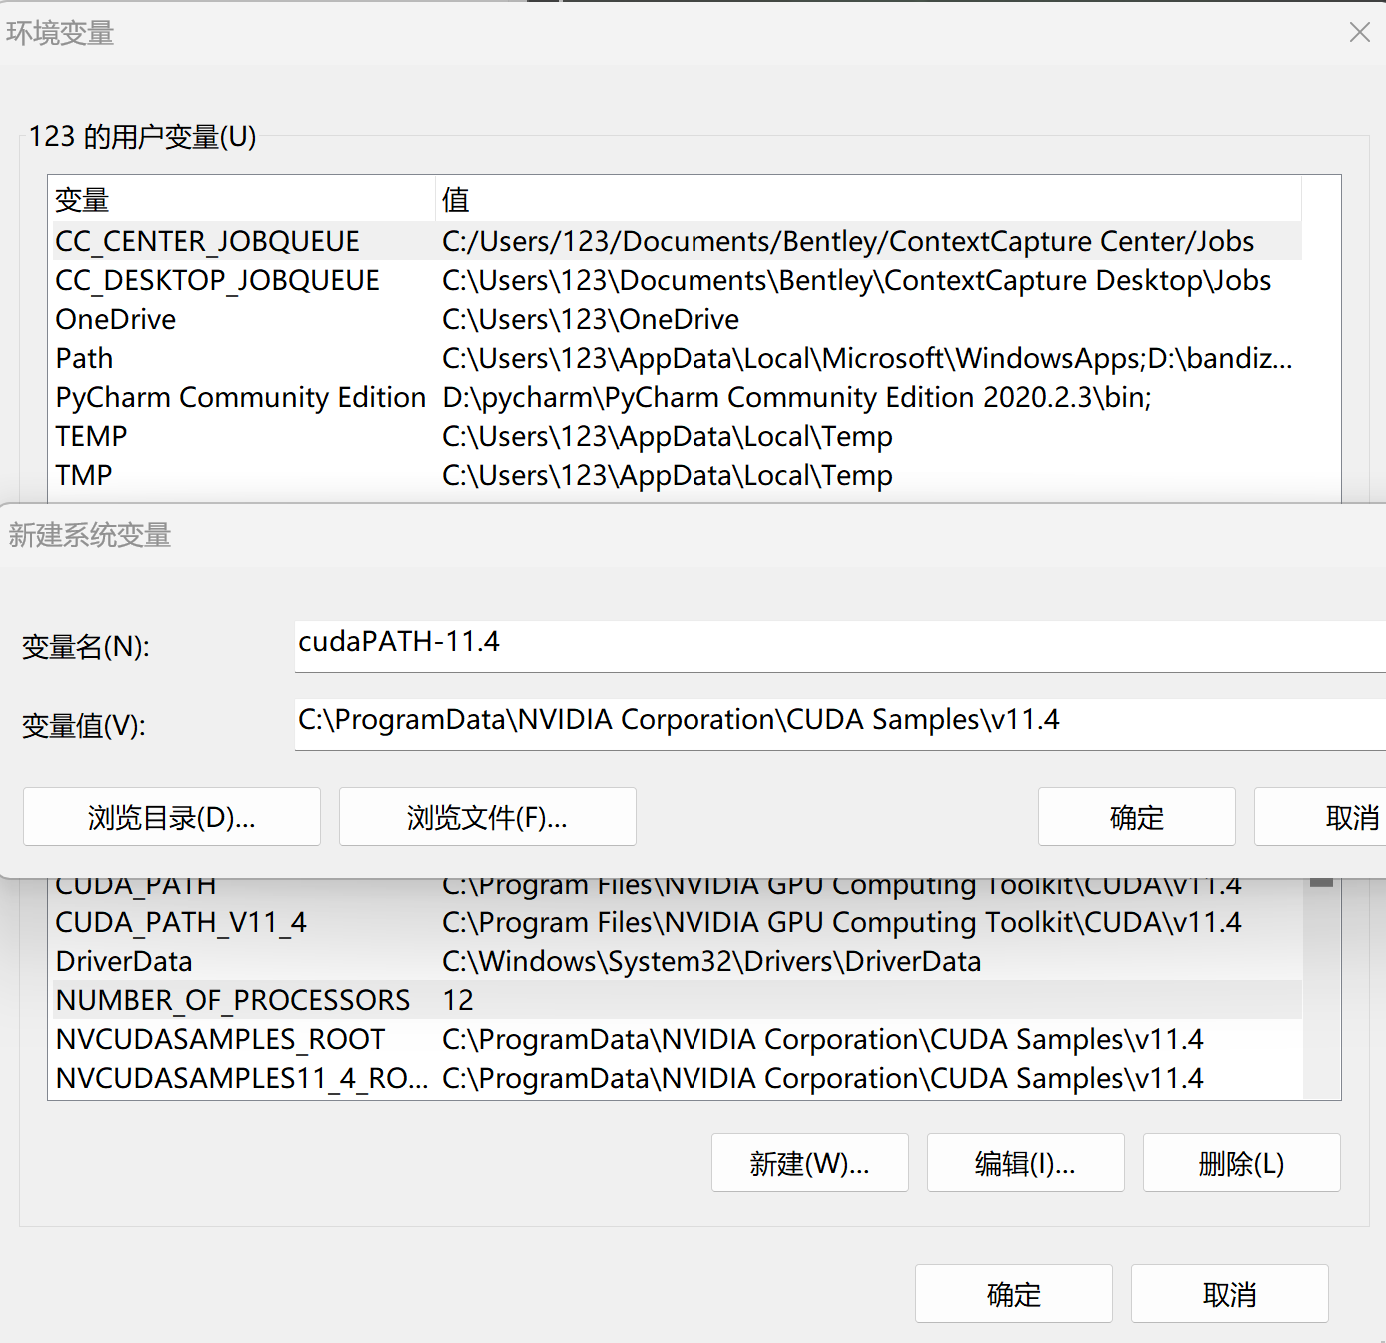 环境变量
123 的用户变量(U)
变量 值
CC_CENTER_JOBQUEUE C:/Users/123/Documents/Bentley/ContextCapture Center/Jobs
CC_DESKTOP_JOBQUEUE C:\Users\123\Documents\Bentley\ContextCapture Desktop\Jobs
OneDrive C:\Users\123\OneDrive
Path C:\Users\123\AppData\Local\Microsoft\WindowsApps;D:\bandiz...
PyCharm Community Edition D:\pycharm\PyCharm Community Edition 2020.2.3\bin;
TEMP C:\Users\123\AppData\Local\Temp
TMP C:\Users\123\AppData\Local\Temp
新建系统变量
变量名(N): cudaPATH-11.4
变量值(V): C:\ProgramData\NVIDIA Corporation\CUDA Samples\v11.4
浏览目录(D)... 浏览文件(F)... 确定 取消
CUDA_PATH C:\Program Files\NVIDIA GPU Computing Toolkit\CUDA\v11.4
CUDA_PATH_V11_4 C:\Program Files\NVIDIA GPU Computing Toolkit\CUDA\v11.4
DriverData C:\Windows\System32\Drivers\DriverData
NUMBER_OF_PROCESSORS 12
NVCUDASAMPLES_ROOT C:\ProgramData\NVIDIA Corporation\CUDA Samples\v11.4
NVCUDASAMPLES11_4_RO... C:\ProgramData\NVIDIA Corporation\CUDA Samples\v11.4
新建(W)... 编辑(I)... 删除(L)
确定 取消